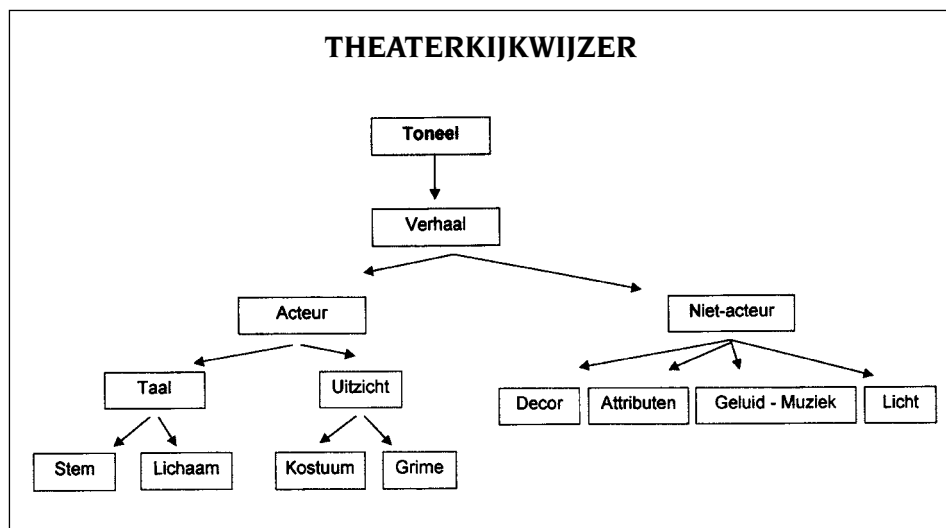 THEATERKIJKWIJZER
Toneel
Verhaal
Acteur
Niet-acteur
Taal
Uitzicht
Decor
Attributen
Geluid - Muziek
Licht
Stem
Lichaam
Kostuum
Grime